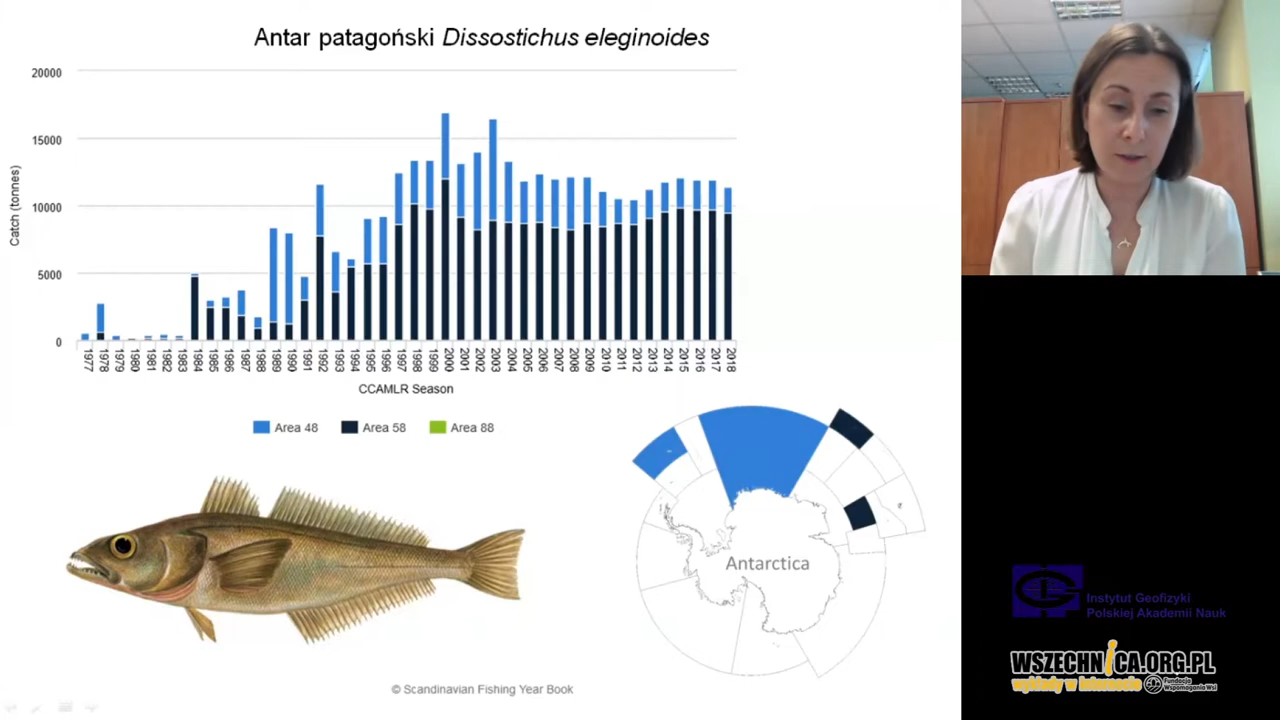 Antar patagoński Dissostichus eleginoides
20000
15000
10000
5000
0
Catch (tonnes)
1977 1978 1979 1980 1981 1982 1983 1984 1985 1986 1987 1988 1989 1990 1991 1992 1993 1994 1995 1996 1997 1998 1999 2000 2001 2002 2003 2004 2005 2006 2007 2008 2009 2010 2011 2012 2013 2014 2015 2016 2017 2018
CCAMLR Season
Area 48 Area 58 Area 88
Antarctica
© Scandinavian Fishing Year Book
Instytut Geofizyki
Polskiej Akademii Nauk
WSZECHNICA.ORG.PL
wykłady w internecie
Fundacja
Wspomagania Wsi